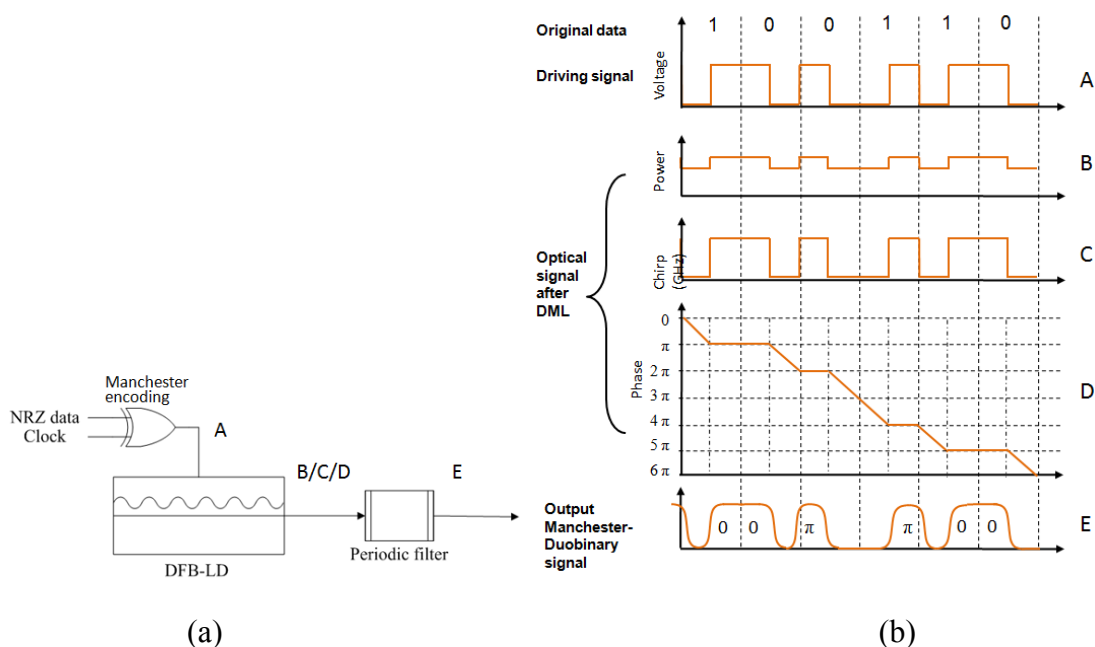 Manchester
encoding
NRZ data
Clock
A
B/C/D
E
Periodic filter
DFB-LD
(a)
Original data
1 0 0 1 1 0
Driving signal
Voltage
A
Power
B
Optical
signal
after
DML
Chirp
(GHz)
C
Phase
0
π
2 π
3 π
4 π
5 π
6 π
D
Output
Manchester-
Duobinary
signal
0 0 π π 0 0
E
(b)